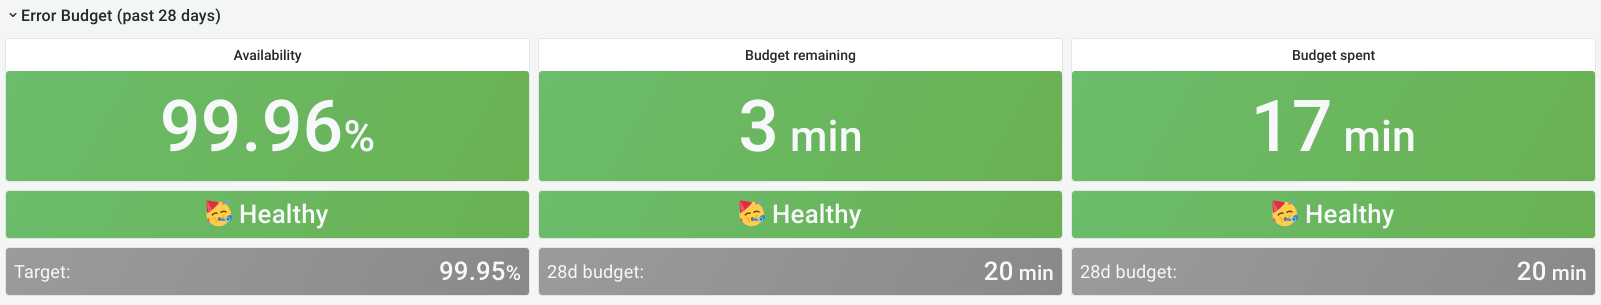 Error Budget (past 28 days)
Availability
99.96%
🥳 Healthy
Target: 99.95%
Budget remaining
3 min
🥳 Healthy
28d budget: 20 min
Budget spent
17 min
🥳 Healthy
28d budget: 20 min